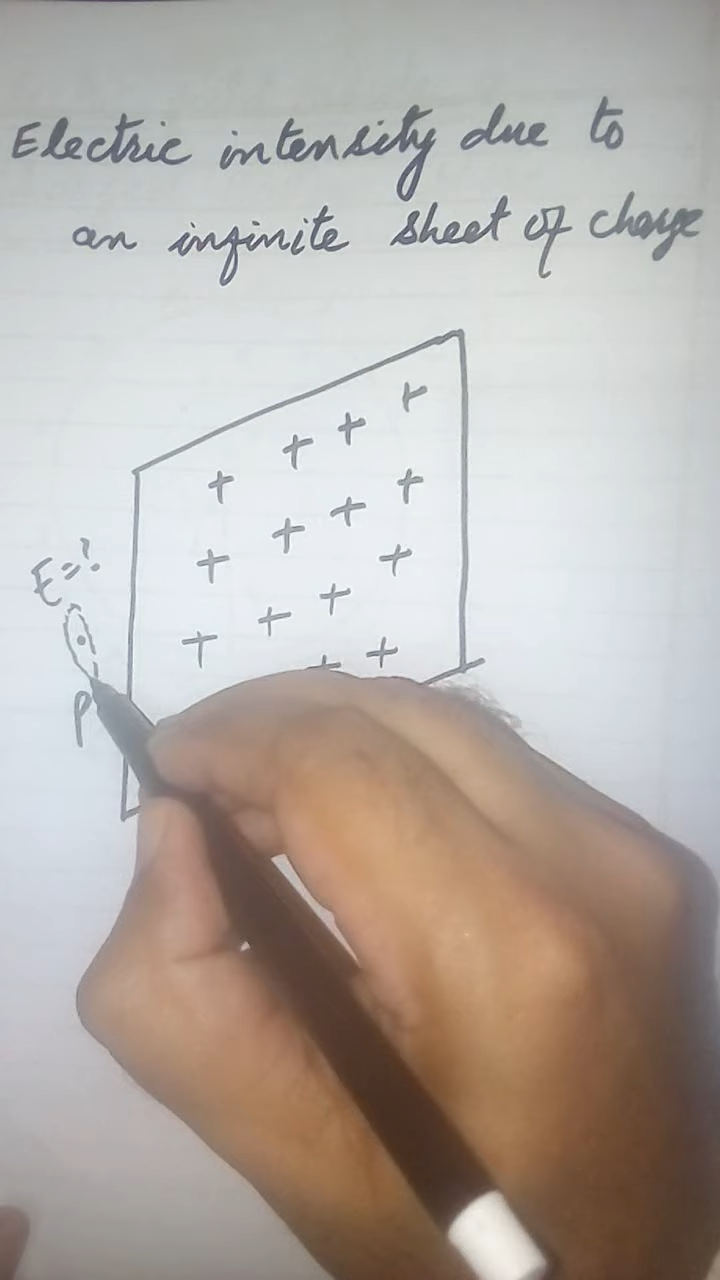 Electric intensity due to
an infinite sheet of charge
+ + + +
+ + + +
+ + + +
+ +
E=?
P